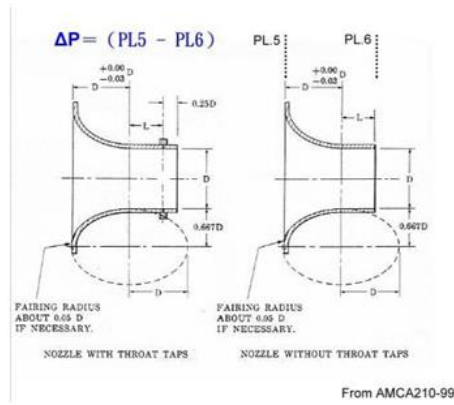 ΔP= (PL5 - PL6)
PL.5
PL.6
+0.00 D
-0.03
D
0.25D
L
D
0.667D
D
FAIRING RADIUS
ABOUT 0.05 D
IF NECESSARY.
NOZZLE WITH THROAT TAPS
+0.00 D
-0.03
D
L
D
0.667D
D
FAIRING RADIUS
ABOUT 0.05 D
IF NECESSARY.
NOZZLE WITHOUT THROAT TAPS
From AMCA210-99